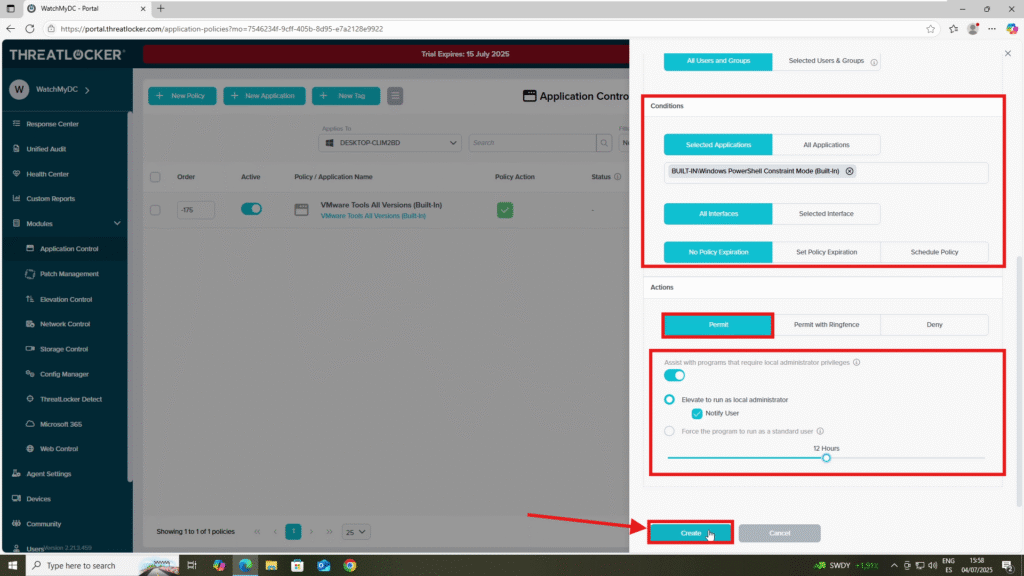 WatchMyDC - Portal
https://portal.threatlocker.com/application-policies?mo=7546234f-9cff-405b-8d95-e7a2128e9922
THREATLOCKER
Trial Expires: 15 July 2025
W WatchMyDC
Response Center
Unified Audit
Health Center
Custom Reports
Modules
Application Control
Patch Management
Elevation Control
Network Control
Storage Control
Config Manager
ThreatLocker Detect
Microsoft 365
Web Control
Agent Settings
Devices
Community
Users
Version 2.21.2.459
+ New Policy
+ New Application
+ New Tag
Application Contro
Applies To
DESKTOP-CLIM2BD
Search
Order Active Policy / Application Name Policy Action Status
-175 VMware Tools All Versions (Built-In) -
VMware Tools All Versions (Built-In)
Showing 1 to 1 of 1 policies
1
25
All Users and Groups Selected Users & Groups
Conditions
Selected Applications All Applications
BUILT-IN\Windows PowerShell Constraint Mode (Built-In)
All Interfaces Selected Interface
No Policy Expiration Set Policy Expiration Schedule Policy
Actions
Permit Permit with Ringfence Deny
Assist with programs that require local administrator privileges
Elevate to run as local administrator
Notify User
Force the program to run as a standard user
12 Hours
Create Cancel
Type here to search
SWDY +1,91%
ENG
ES
15:58
04/07/2025